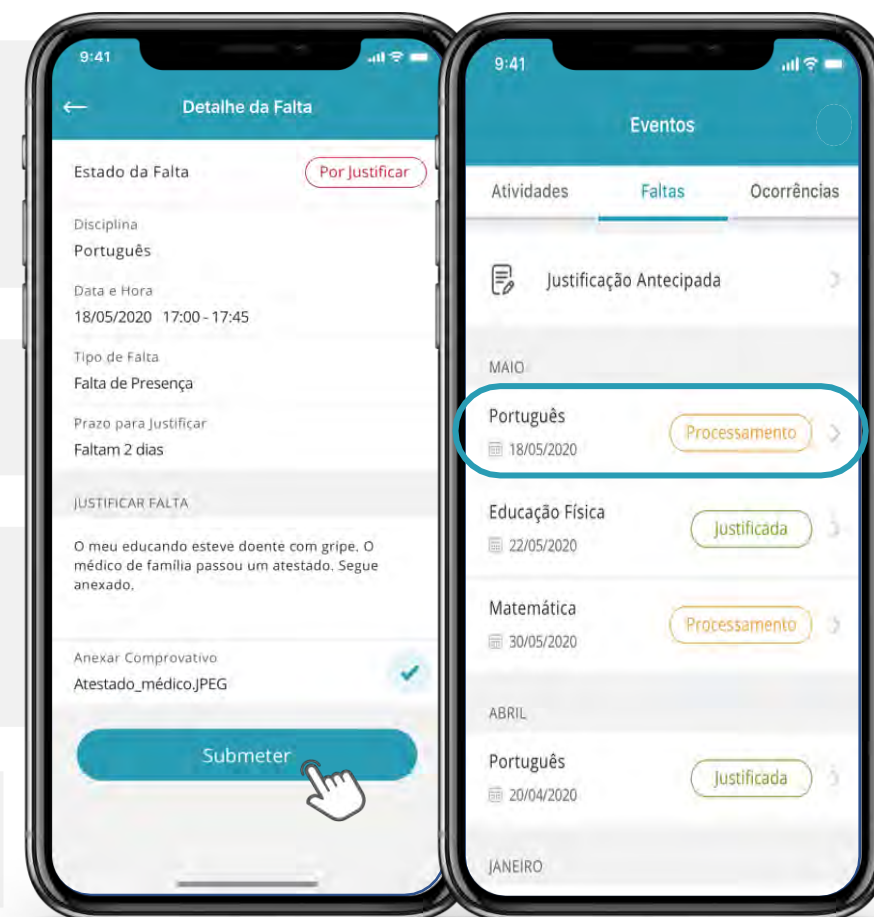 9:41
Detalhe da Falta
Estado da Falta
Por Justificar
Disciplina
Português
Data e Hora
18/05/2020 17:00 - 17:45
Tipo de Falta
Falta de Presença
Prazo para Justificar
Faltam 2 dias
JUSTIFICAR FALTA
O meu educando esteve doente com gripe. O
médico de família passou um atestado. Segue
anexado.
Anexar Comprovativo
Atestado_médico.JPEG
Submeter
9:41
Eventos
Atividades
Faltas
Ocorrências
Justificação Antecipada
MAIO
Português
Processamento
18/05/2020
Educação Física
Justificada
22/05/2020
Matemática
Processamento
30/05/2020
ABRIL
Português
Justificada
20/04/2020
JANEIRO